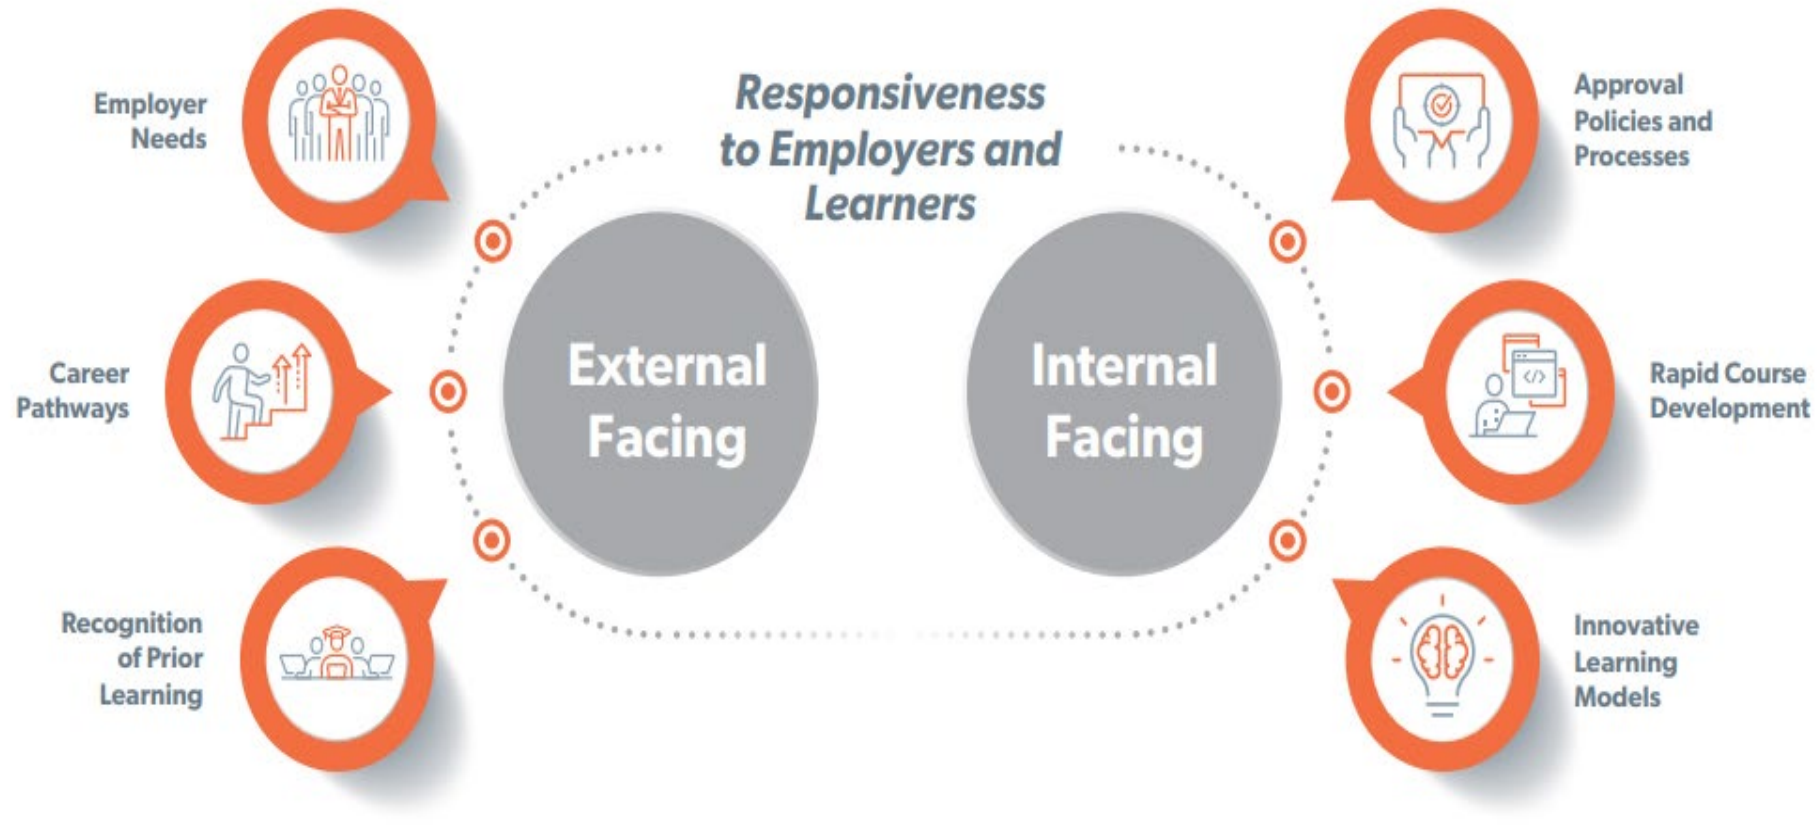 Responsiveness
to Employers and
Learners
External
Facing
Internal
Facing
Employer
Needs
Career
Pathways
Recognition
of Prior
Learning
Approval
Policies and
Processes
Rapid Course
Development
Innovative
Learning
Models